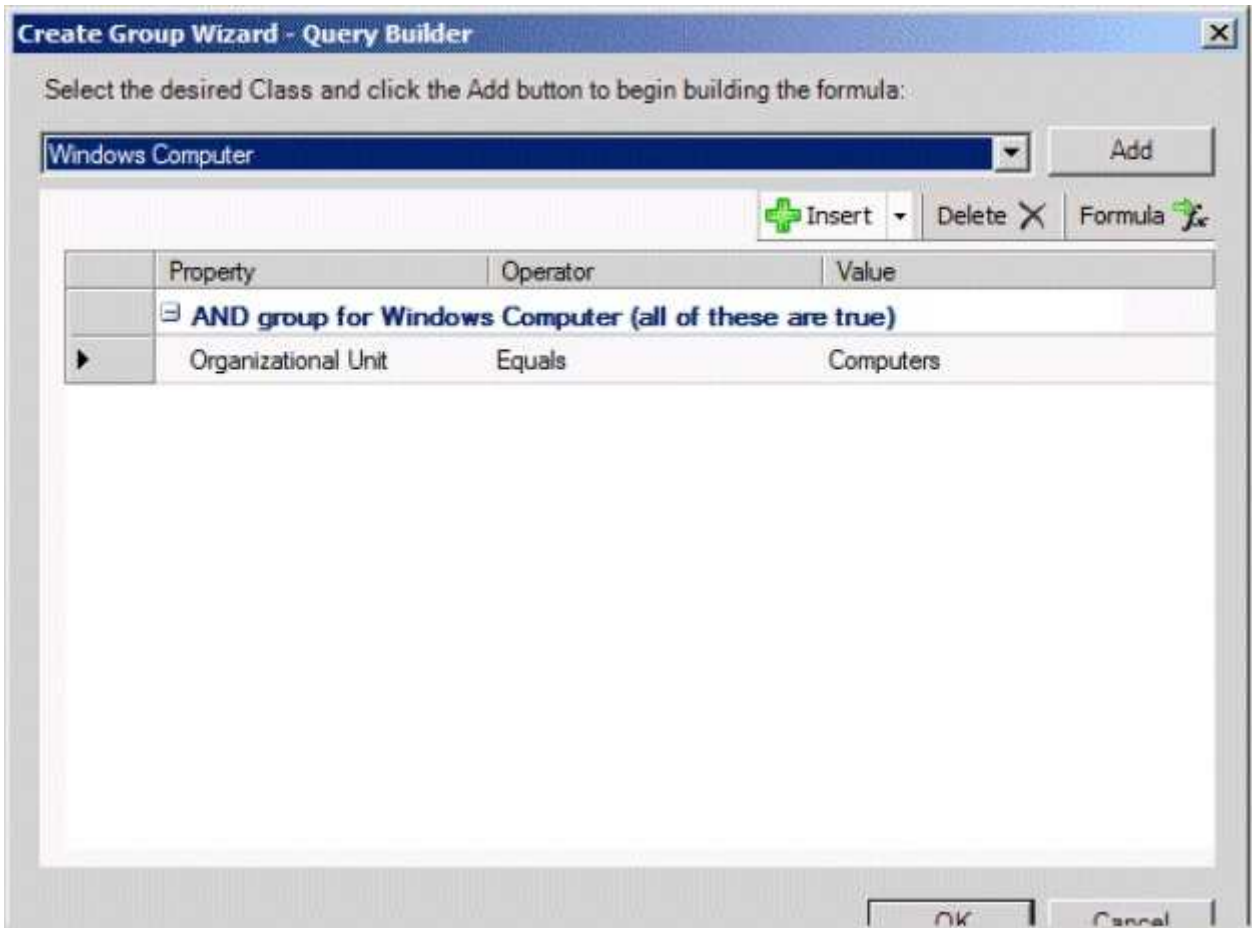 Create Group Wizard - Query Builder
Select the desired Class and click the Add button to begin building the formula:
Windows Computer
Add
Insert
Delete
Formula
Property Operator Value
AND group for Windows Computer (all of these are true)
Organizational Unit Equals Computers
OK Cancel